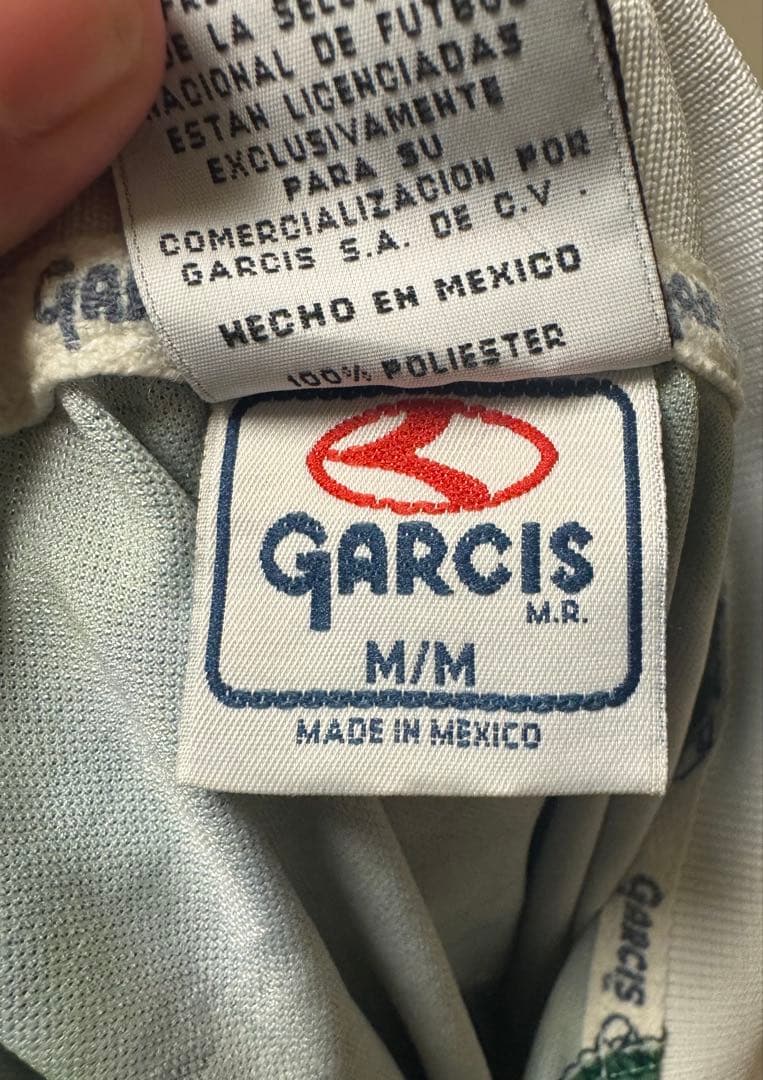 DE LA
NACIONAL DE FUTBOL
ESTAN LICENCIADAS
EXCLUSIVAMENTE
PARA SU
COMERCIALIZACION POR
GARCIS S.A. DE C.V.
HECHO EN MEXICO
100% POLIESTER
GARCIS
M.R.
M/M
MADE IN MEXICO
GARCIS